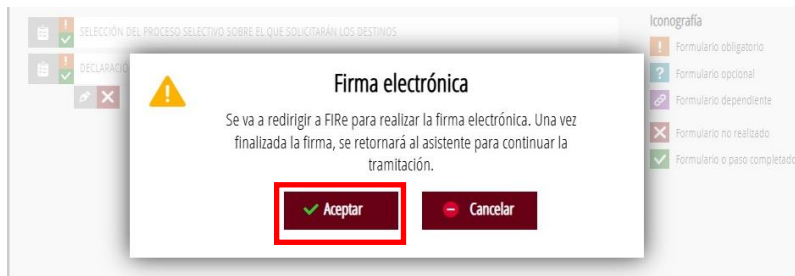 SELECCIÓN DEL PROCESO SELECTIVO SOBRE EL QUE SOLICITARÁN LOS DESTINOS
DECLARACIÓ
Firma electrónica
Se va a redirigir a FIRe para realizar la firma electrónica. Una vez
finalizada la firma, se retornará al asistente para continuar la
tramitación.
Aceptar
Cancelar
Iconografía
Formulario obligatorio
Formulario opcional
Formulario dependiente
Formulario no realizado
Formulario o paso completado